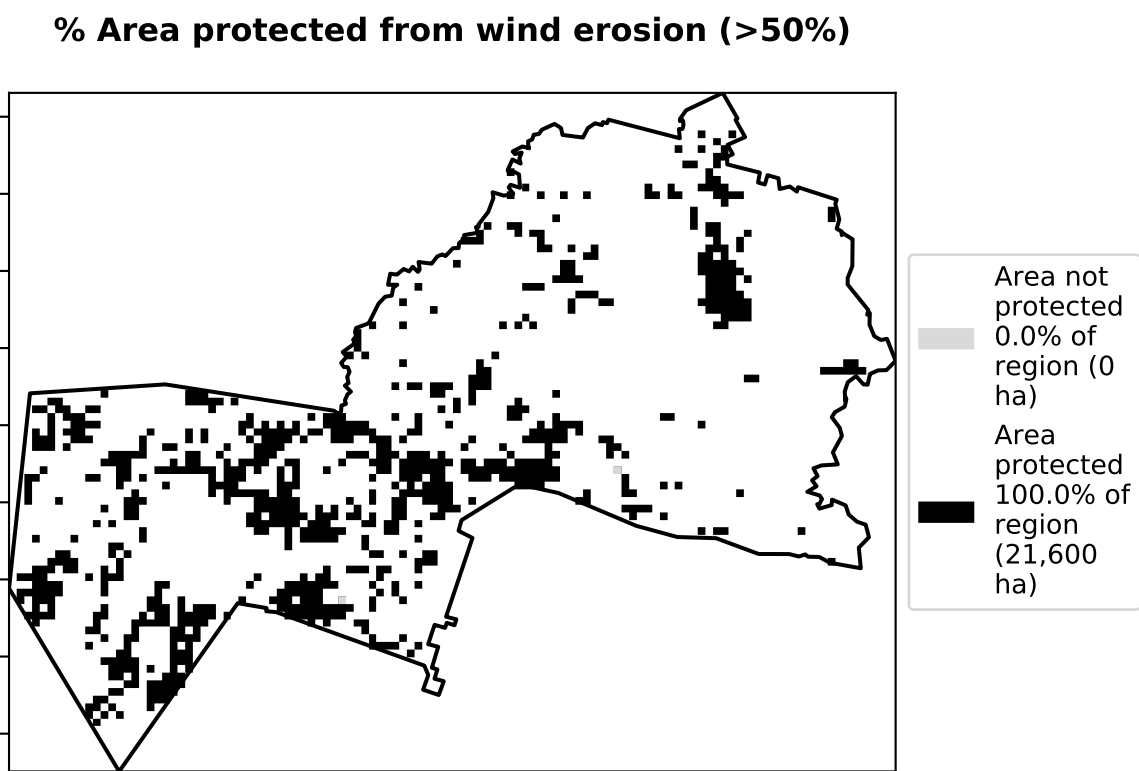 % Area protected from wind erosion (>50%)
Area not
protected
0.0% of
region (0
ha)
Area
protected
100.0% of
region
(21,600
ha)